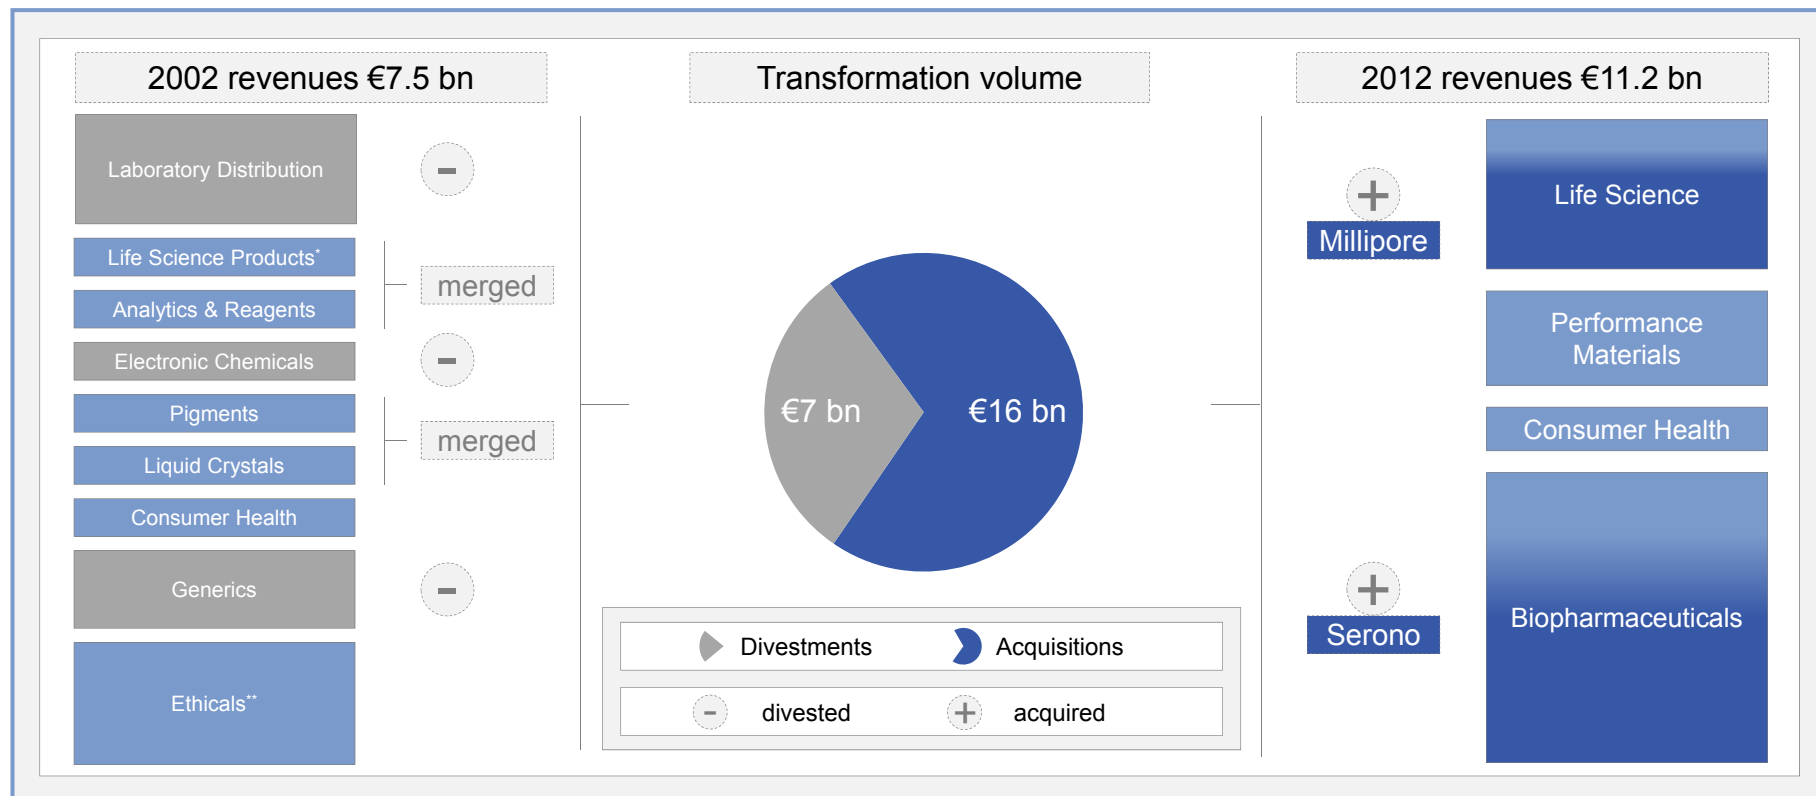 2002 revenues €7.5 bn
Laboratory Distribution
-
Life Science Products*
Analytics & Reagents
merged
Electronic Chemicals
-
Pigments
Liquid Crystals
merged
Consumer Health
Generics
-
Ethicals**
Transformation volume
€7 bn
€16 bn
Divestments
Acquisitions
- divested
+ acquired
2012 revenues €11.2 bn
+
Millipore
Life Science
Performance
Materials
Consumer Health
+
Serono
Biopharmaceuticals